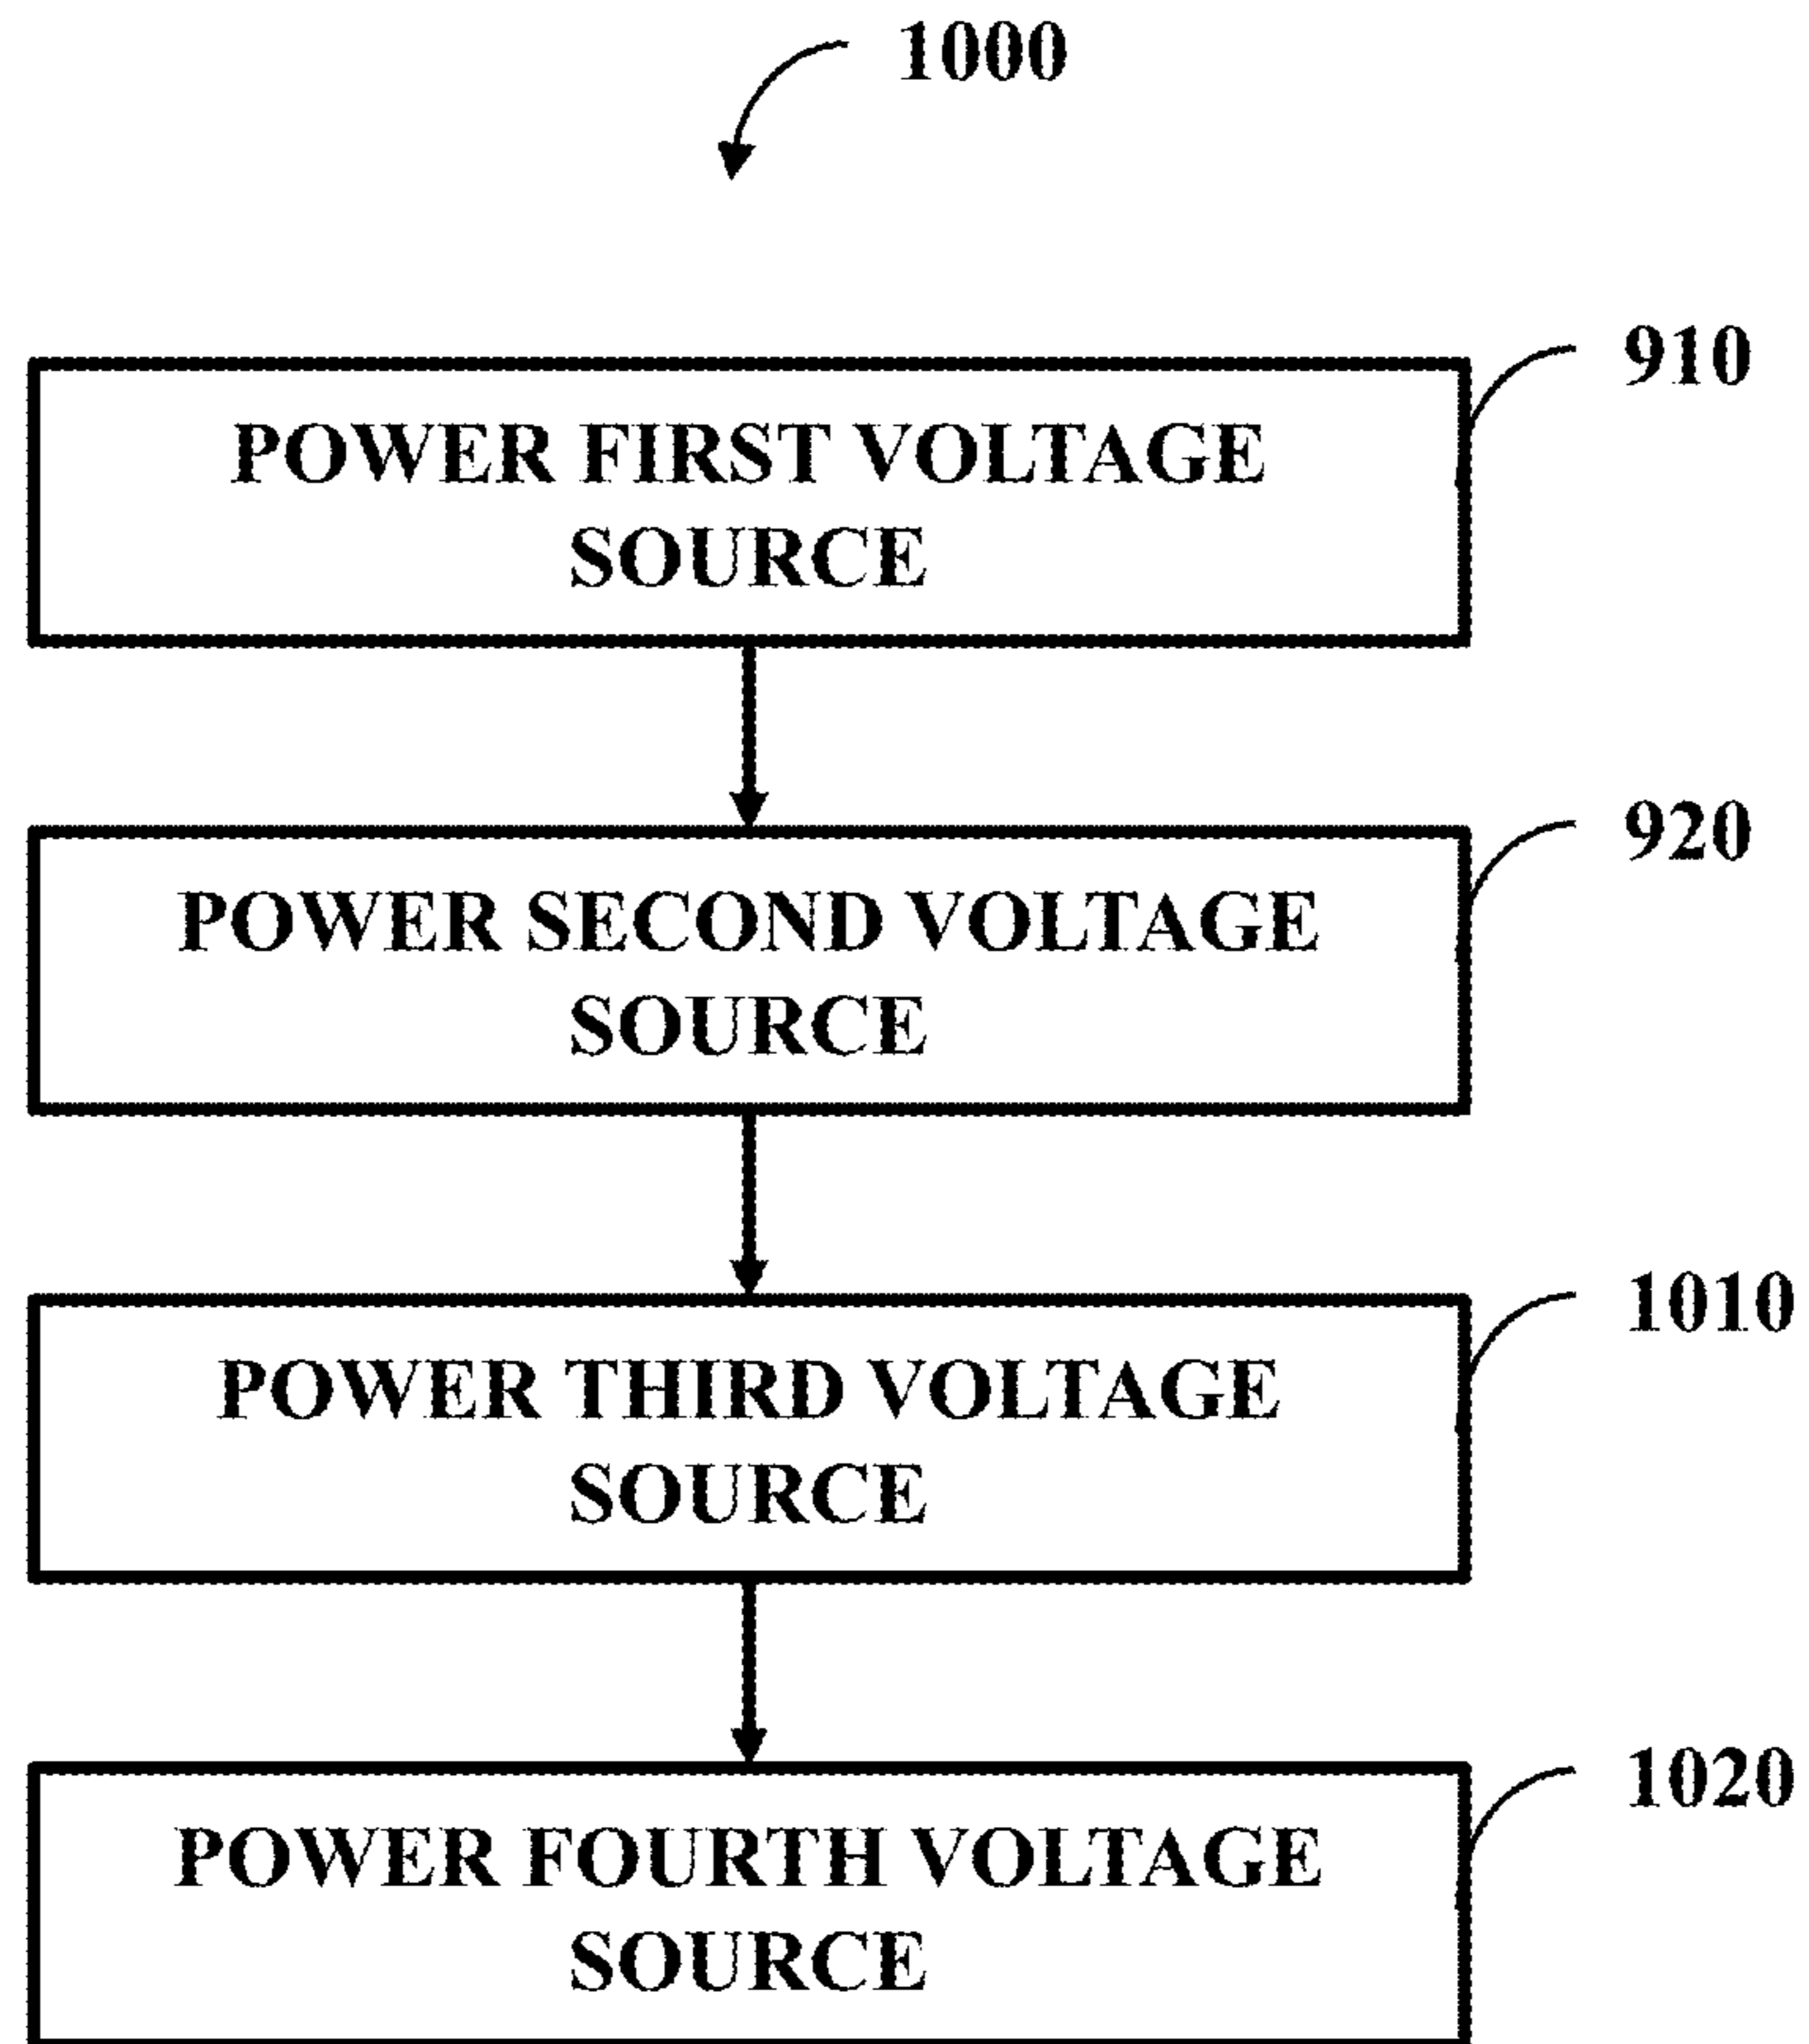 1000
910
POWER FIRST VOLTAGE
SOURCE
920
POWER SECOND VOLTAGE
SOURCE
1010
POWER THIRD VOLTAGE
SOURCE
1020
POWER FOURTH VOLTAGE
SOURCE